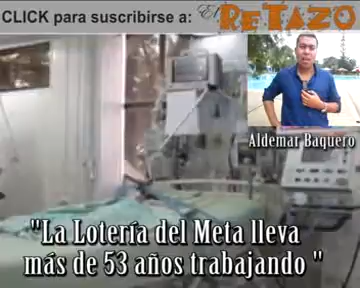 CLICK para suscribirse a: El ReTAZO
Aldemar Baquero
"La Lotería del Meta lleva
más de 53 años trabajando "